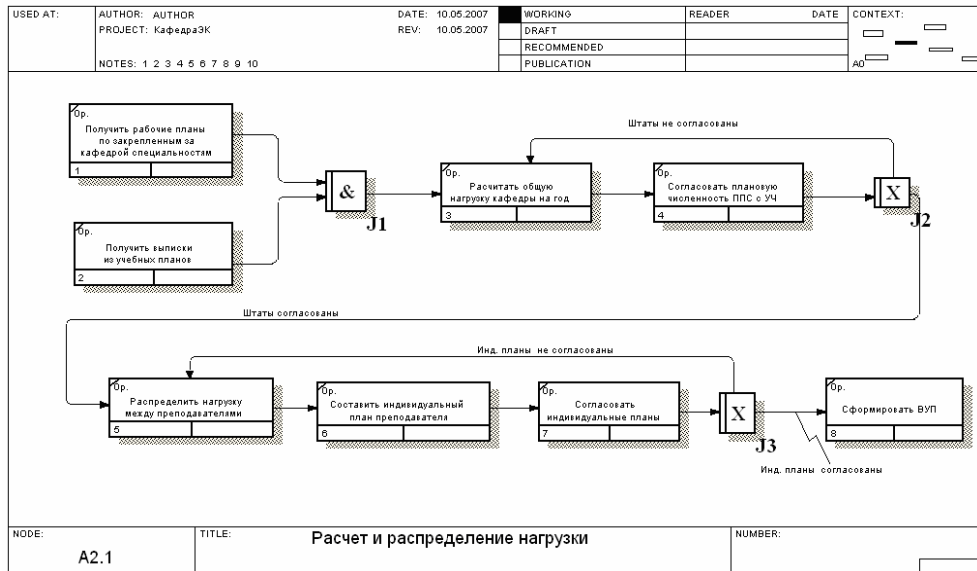 USED AT:
AUTHOR: AUTHOR
DATE: 10.05.2007
PROJECT: КафедраЭК
REV: 10.05.2007
NOTES: 1 2 3 4 5 6 7 8 9 10
WORKING
DRAFT
RECOMMENDED
PUBLICATION
READER
DATE
CONTEXT:
A0
0р.
Получить рабочие планы
по закрепленным за
кафедрой специальностям
1
0р.
Получить выписки
из учебных планов
2
&
J1
Штаты не согласованы
0р.
Расчитать общую
нагрузку кафедры на год
3
0р.
Согласовать плановую
численность ППС с УЧ
4
X
J2
Штаты согласованы
Инд. планы не согласованы
0р.
Распределить нагрузку
между преподавателями
5
0р.
Составить индивидуальный
план преподавателя
6
0р.
Согласовать
индивидуальные планы
7
X
J3
0р.
Сформировать ВУП
8
Инд. планы согласованы
NODE:
A2.1
TITLE:
Расчет и распределение нагрузки
NUMBER: